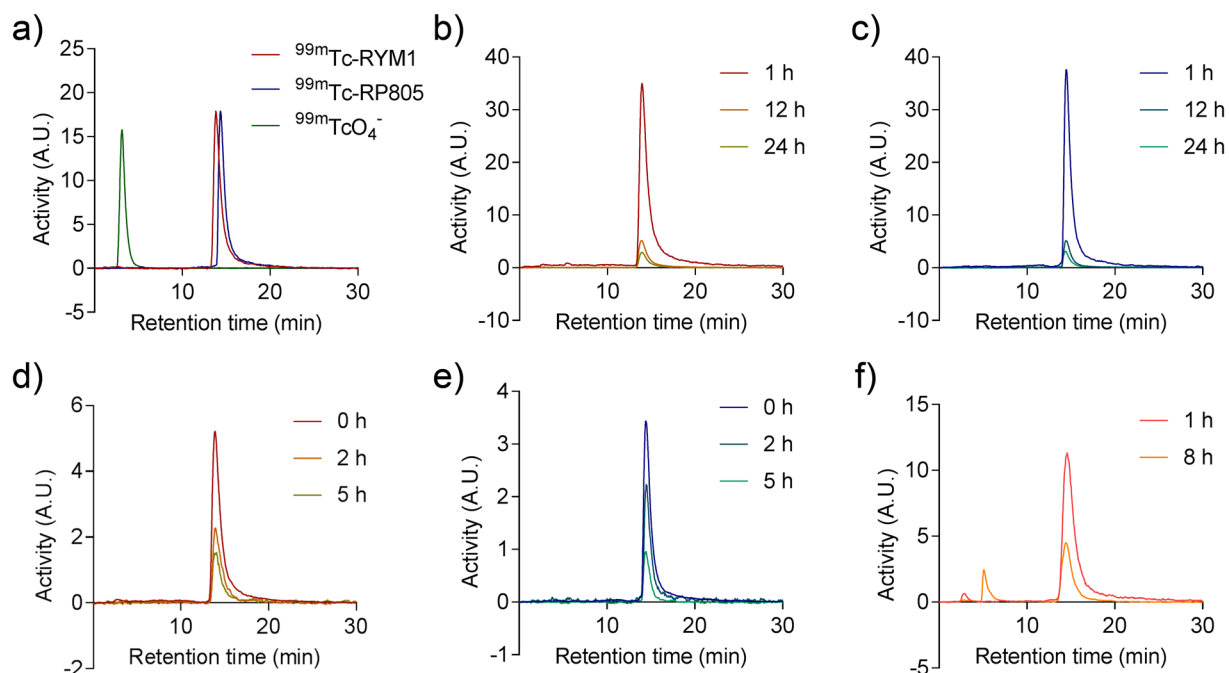 a)
25
20
15
10
5
0
-5
10 20 30
Activity (A.U.)
Retention time (min)
⁹⁹ᵐTc-RYM1
⁹⁹ᵐTc-RP805
⁹⁹ᵐTcO₄⁻
b)
40
30
20
10
0
-10
10 20 30
Activity (A.U.)
Retention time (min)
1 h
12 h
24 h
c)
40
30
20
10
0
-10
10 20 30
Activity (A.U.)
Retention time (min)
1 h
12 h
24 h
d)
6
4
2
0
-2
10 20 30
Activity (A.U.)
Retention time (min)
0 h
2 h
5 h
e)
4
3
2
1
0
-1
10 20 30
Activity (A.U.)
Retention time (min)
0 h
2 h
5 h
f)
15
10
5
0
-5
10 20 30
Activity (A.U.)
Retention time (min)
1 h
8 h